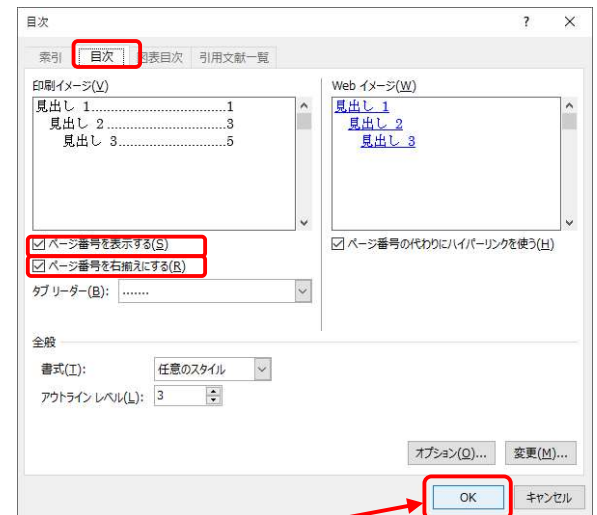 目次 ? ×
索引 目次 図表目次 引用文献一覧
印刷イメージ(V)
見出し 1................................1
見出し 2............................3
見出し 3........................5
Web イメージ(W)
見出し 1
見出し 2
見出し 3
ページ番号を表示する(S)
ページ番号を右揃えにする(R)
タブ リーダー(B): .......
ページ番号の代わりにハイパーリンクを使う(H)
全般
書式(T): 任意のスタイル
アウトライン レベル(L): 3
オプション(O)... 変更(M)...
OK キャンセル